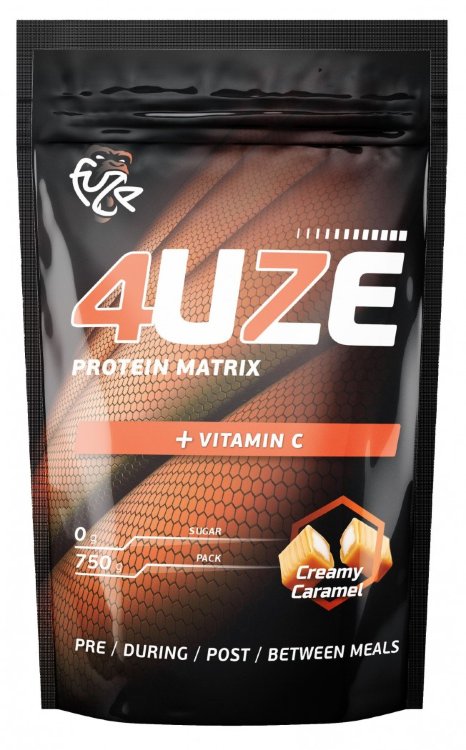 FUZE
4UZE
PROTEIN MATRIX
+ VITAMIN C
0 g SUGAR
750 g PACK
Creamy
Caramel
PRE / DURING / POST / BETWEEN MEALS